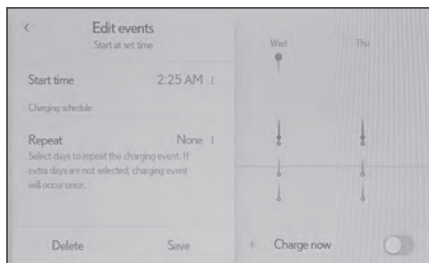 Edit events
Start at set time
Start time 2:25 AM
Charging schedule
Repeat None
Select days to repeat the charging event. If
extra days are not selected, charging event
will occur once.
Delete Save
Wed Thu
Charge now